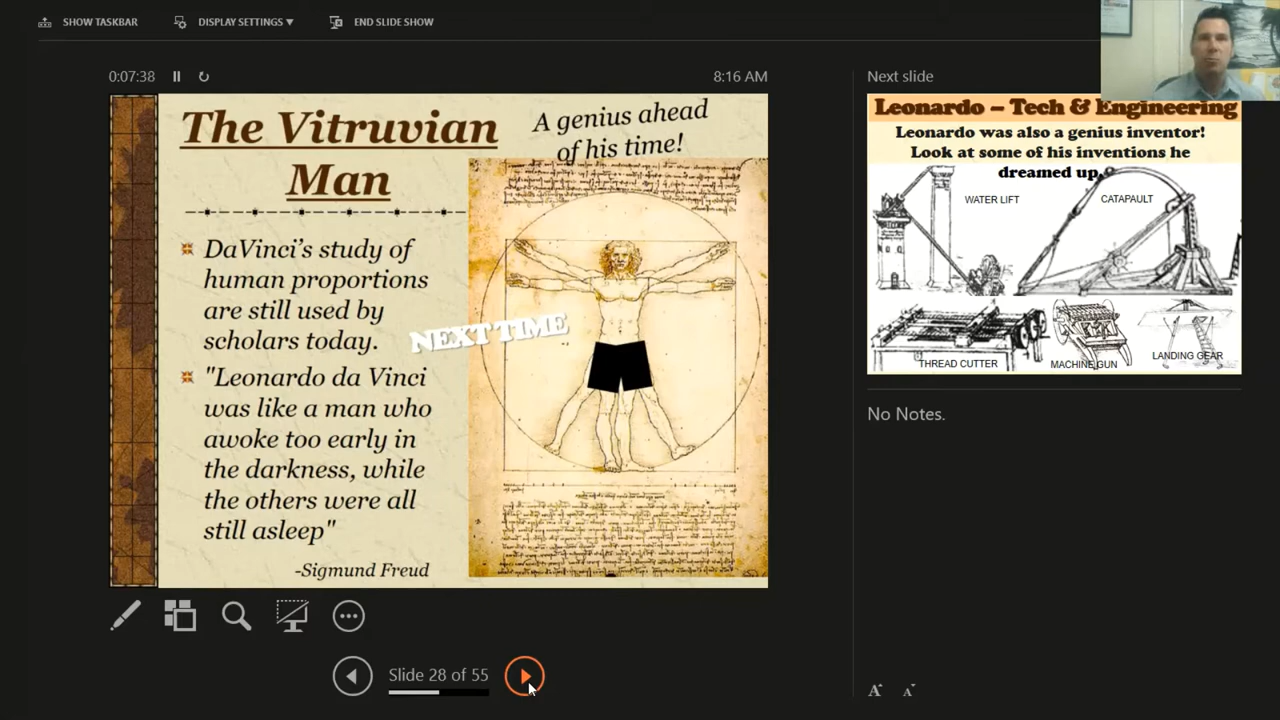 SHOW TASKBAR
DISPLAY SETTINGS ▼
END SLIDE SHOW
0:07:38
8:16 AM
Next slide
The Vitruvian
Man
A genius ahead
of his time!
DaVinci's study of
human proportions
are still used by
scholars today.
NEXT TIME
"Leonardo da Vinci
was like a man who
awoke too early in
the darkness, while
the others were all
still asleep"
-Sigmund Freud
Leonardo – Tech & Engineering
Leonardo was also a genius inventor!
Look at some of his inventions he
dreamed up.
WATER LIFT
CATAPAULT
THREAD CUTTER
MACHINE GUN
LANDING GEAR
No Notes.
Slide 28 of 55
A A